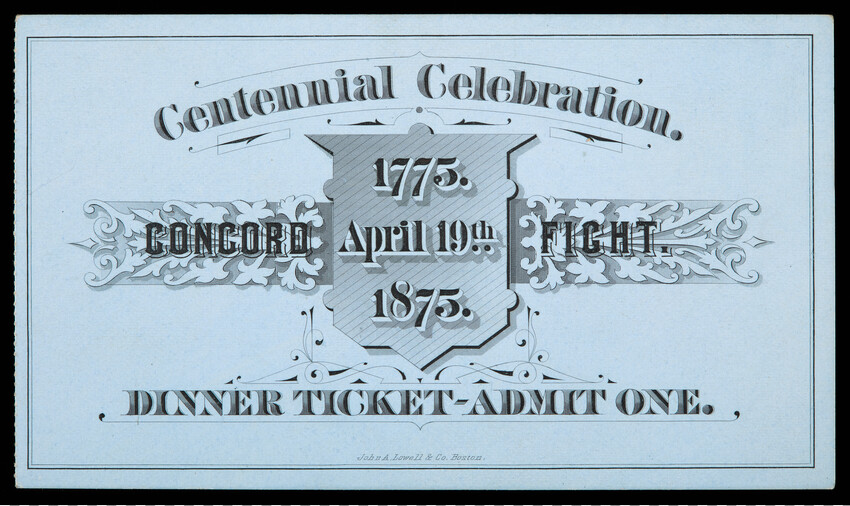 Centennial Celebration.
1775.
CONCORD April 19th. FIGHT.
1875.
DINNER TICKET-ADMIT ONE.
John A. Lowell & Co. Boston.